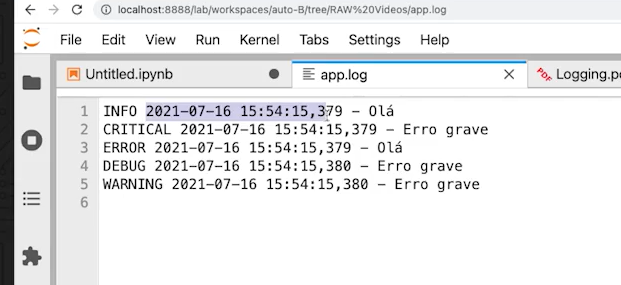 localhost:8888/lab/workspaces/auto-B/tree/RAW%20Videos/app.log
File Edit View Run Kernel Tabs Settings Help
Untitled.ipynb app.log PDF Logging.p
1 INFO 2021-07-16 15:54:15,379 - Olá
2 CRITICAL 2021-07-16 15:54:15,379 - Erro grave
3 ERROR 2021-07-16 15:54:15,379 - Olá
4 DEBUG 2021-07-16 15:54:15,380 - Erro grave
5 WARNING 2021-07-16 15:54:15,380 - Erro grave
6